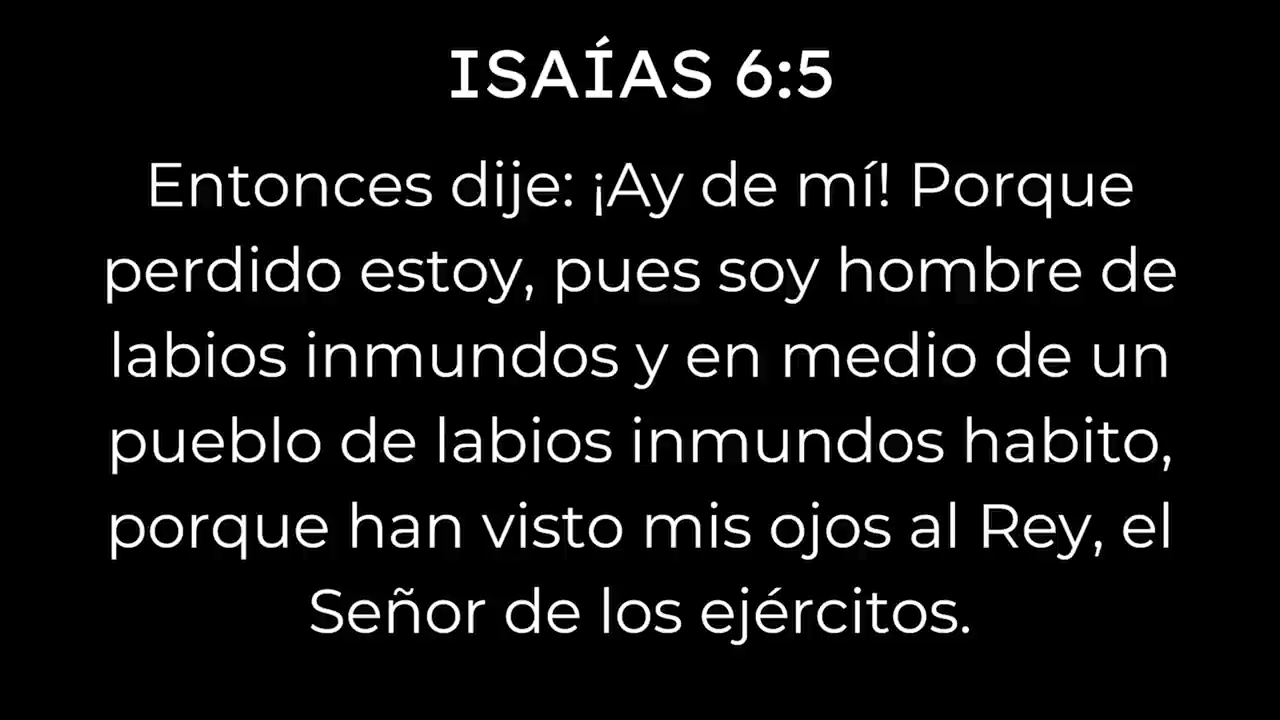 ISAÍAS 6:5
Entonces dije: ¡Ay de mí! Porque
perdido estoy, pues soy hombre de
labios inmundos y en medio de un
pueblo de labios inmundos habito,
porque han visto mis ojos al Rey, el
Señor de los ejércitos.